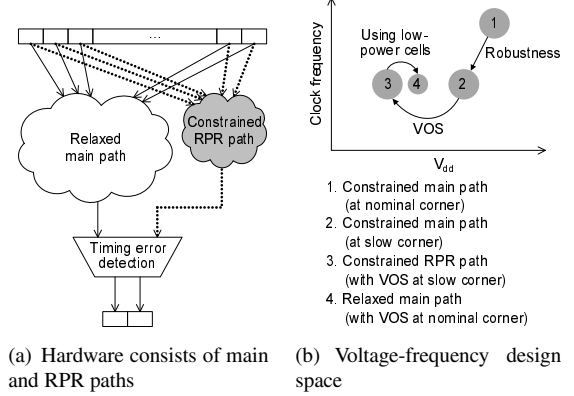 ...
Relaxed
main path
Constrained
RPR path
Timing error
detection
(a) Hardware consists of main
and RPR paths
Clock frequency
Using low-
power cells
1
Robustness
3
4
2
VOS
Vdd
1. Constrained main path
(at nominal corner)
2. Constrained main path
(at slow corner)
3. Constrained RPR path
(with VOS at slow corner)
4. Relaxed main path
(with VOS at nominal corner)
(b) Voltage-frequency design
space